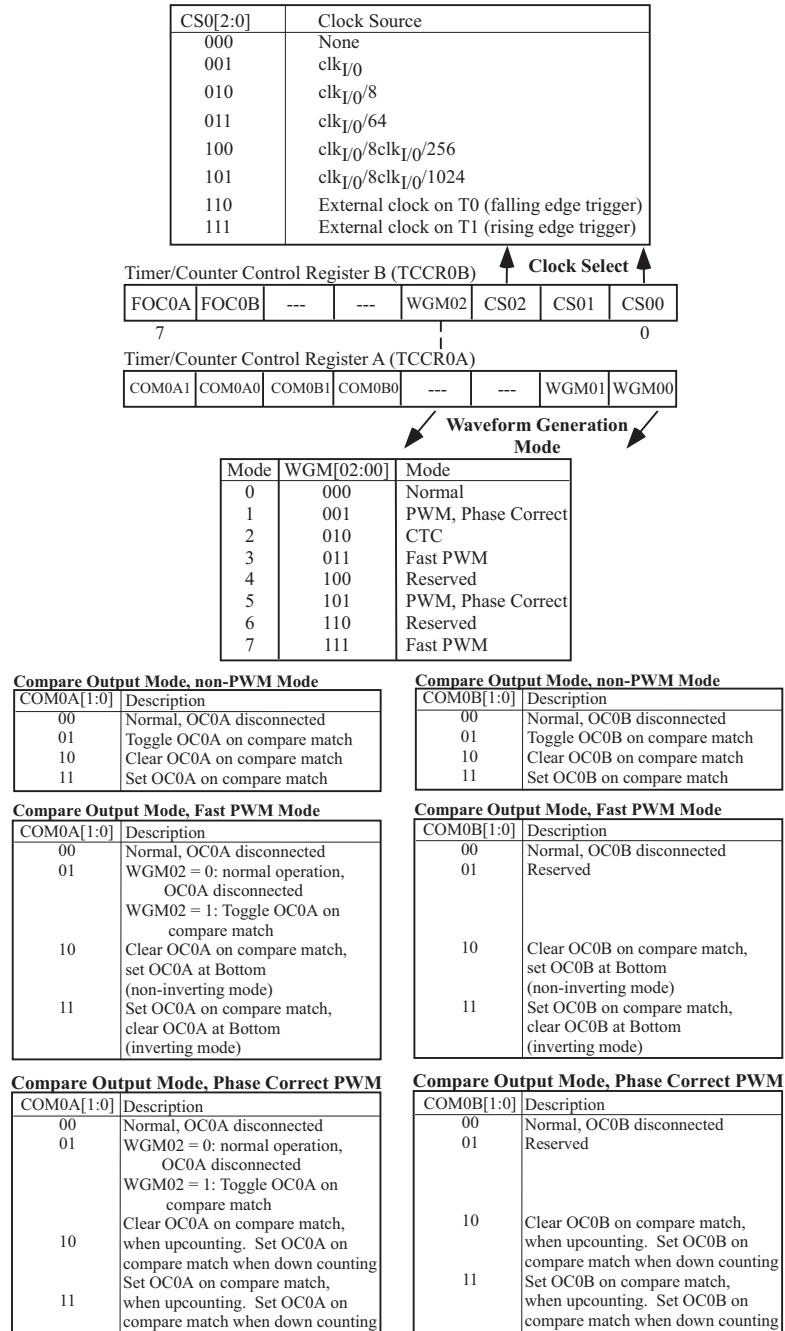 CS0[2:0] Clock Source
000 None
001 clkI/0
010 clkI/0/8
011 clkI/0/64
100 clkI/0/8clkI/0/256
101 clkI/0/8clkI/0/1024
110 External clock on T0 (falling edge trigger)
111 External clock on T1 (rising edge trigger)
Clock Select
Timer/Counter Control Register B (TCCR0B)
FOC0A FOC0B --- --- WGM02 CS02 CS01 CS00
7 0
Timer/Counter Control Register A (TCCR0A)
COM0A1 COM0A0 COM0B1 COM0B0 --- --- WGM01 WGM00
Waveform Generation
Mode
Mode WGM[02:00] Mode
0 000 Normal
1 001 PWM, Phase Correct
2 010 CTC
3 011 Fast PWM
4 100 Reserved
5 101 PWM, Phase Correct
6 110 Reserved
7 111 Fast PWM
Compare Output Mode, non-PWM Mode
COM0A[1:0] Description
00 Normal, OC0A disconnected
01 Toggle OC0A on compare match
10 Clear OC0A on compare match
11 Set OC0A on compare match
Compare Output Mode, Fast PWM Mode
COM0A[1:0] Description
00 Normal, OC0A disconnected
01 WGM02 = 0: normal operation,
OC0A disconnected
WGM02 = 1: Toggle OC0A on
compare match
10 Clear OC0A on compare match,
set OC0A at Bottom
(non-inverting mode)
11 Set OC0A on compare match,
clear OC0A at Bottom
(inverting mode)
Compare Output Mode, Phase Correct PWM
COM0A[1:0] Description
00 Normal, OC0A disconnected
01 WGM02 = 0: normal operation,
OC0A disconnected
WGM02 = 1: Toggle OC0A on
compare match
Clear OC0A on compare match,
10 when upcounting. Set OC0A on
compare match when down counting
Set OC0A on compare match,
11 when upcounting. Set OC0A on
compare match when down counting
Compare Output Mode, non-PWM Mode
COM0B[1:0] Description
00 Normal, OC0B disconnected
01 Toggle OC0B on compare match
10 Clear OC0B on compare match
11 Set OC0B on compare match
Compare Output Mode, Fast PWM Mode
COM0B[1:0] Description
00 Normal, OC0B disconnected
01 Reserved
10 Clear OC0B on compare match,
set OC0B at Bottom
(non-inverting mode)
11 Set OC0B on compare match,
clear OC0B at Bottom
(inverting mode)
Compare Output Mode, Phase Correct PWM
COM0B[1:0] Description
00 Normal, OC0B disconnected
01 Reserved
10 Clear OC0B on compare match,
when upcounting. Set OC0B on
compare match when down counting
11 Set OC0B on compare match,
when upcounting. Set OC0B on
compare match when down counting